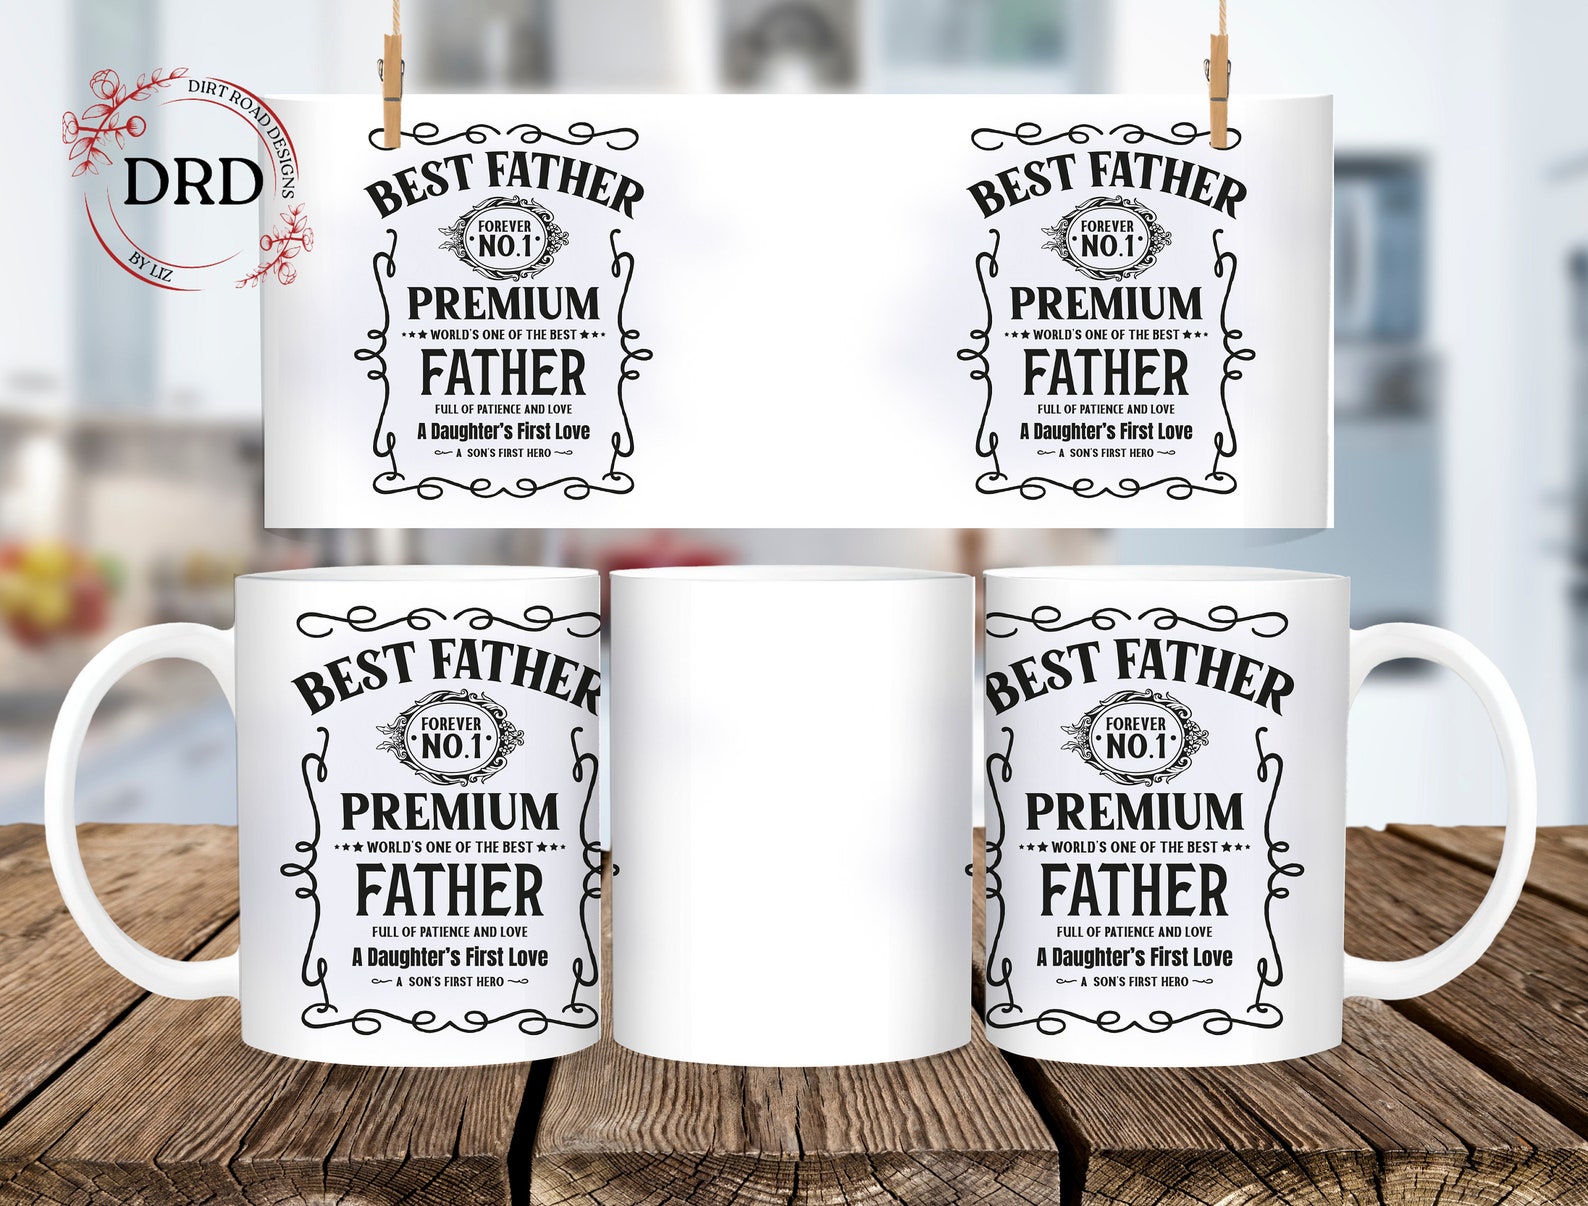 DIRT ROAD DESIGNS
DRD
BY LIZ
BEST FATHER
FOREVER
NO.1
PREMIUM
WORLD'S ONE OF THE BEST
FATHER
FULL OF PATIENCE AND LOVE
A Daughter's First Love
A SON'S FIRST HERO
BEST FATHER
FOREVER
NO.1
PREMIUM
WORLD'S ONE OF THE BEST
FATHER
FULL OF PATIENCE AND LOVE
A Daughter's First Love
A SON'S FIRST HERO
BEST FATHER
FOREVER
NO.1
PREMIUM
WORLD'S ONE OF THE BEST
FATHER
FULL OF PATIENCE AND LOVE
A Daughter's First Love
A SON'S FIRST HERO
BEST FATHER
FOREVER
NO.1
PREMIUM
WORLD'S ONE OF THE BEST
FATHER
FULL OF PATIENCE AND LOVE
A Daughter's First Love
A SON'S FIRST HERO